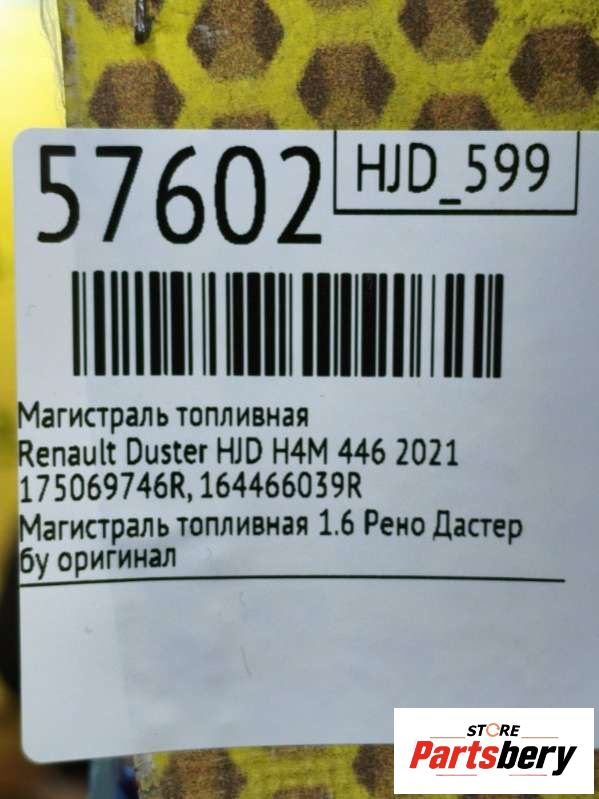 57602
HJD_599
Магистраль топливная
Renault Duster HJD H4M 446 2021
175069746R, 164466039R
Магистраль топливная 1.6 Рено Дастер
бу оригинал
STORE
Partsbery